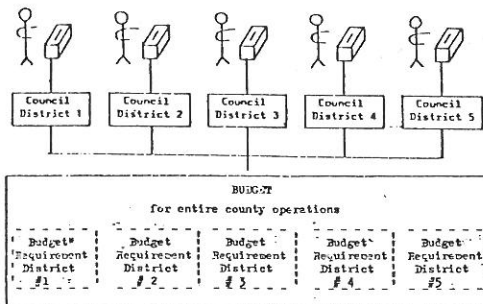 Council
District 1
Council
District 2
Council
District 3
Council
District 4
Council
District 5
BUDGET
for entire county operations
Budget"
Requirement
District
#1
Budget
Requirement
District
# 2
Budget
Requirement
District
# 3
Budget
Requirement
District
# 4
Budget
Requirement
District
#5